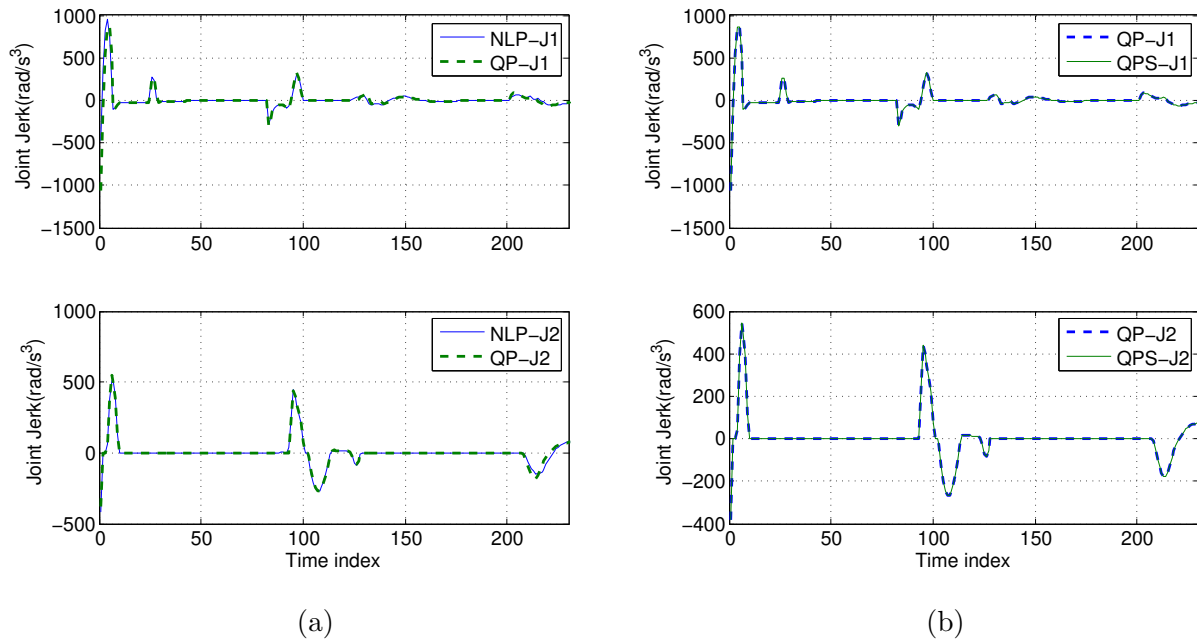 1000
500
0
−500
−1000
−1500
Joint Jerk(rad/s³)
NLP−J1
QP−J1
0 50 100 150 200
1000
500
0
−500
Joint Jerk(rad/s³)
NLP−J2
QP−J2
0 50 100 150 200
Time index
(a)
1000
500
0
−500
−1000
−1500
Joint Jerk(rad/s³)
QP−J1
QPS−J1
0 50 100 150 200
600
400
200
0
−200
−400
Joint Jerk(rad/s³)
QP−J2
QPS−J2
0 50 100 150 200
Time index
(b)